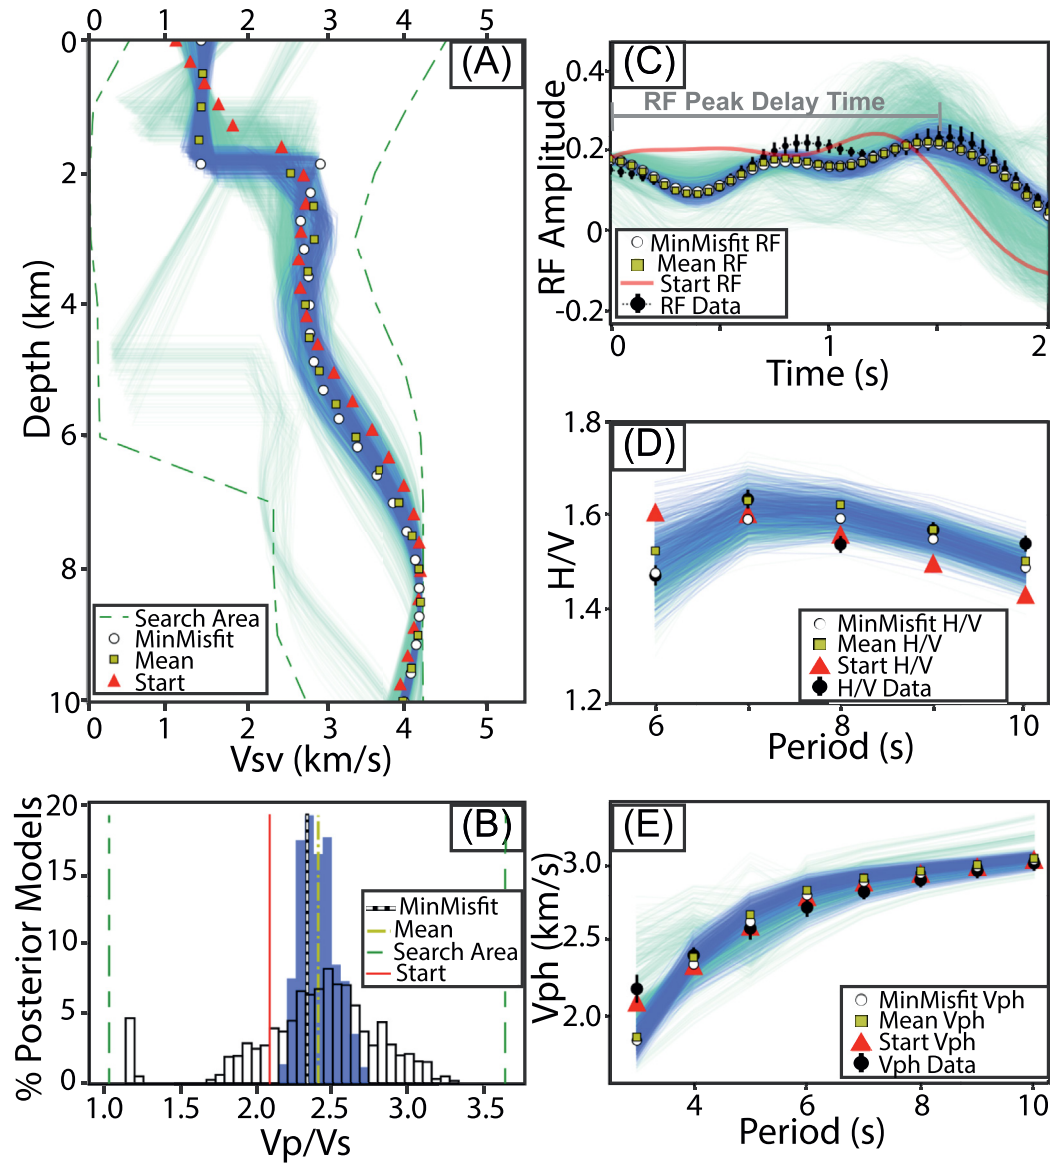 0 1 2 3 4 5
(A)
0
2
4
6
8
10
Depth (km)
Search Area
MinMisfit
Mean
Start
0 1 2 3 4 5
Vsv (km/s)
(B)
20
15
10
5
0
% Posterior Models
MinMisfit
Mean
Search Area
Start
1.0 1.5 2.0 2.5 3.0 3.5
Vp/Vs
(C)
0.4
0.2
0
-0.2
RF Amplitude
RF Peak Delay Time
MinMisfit RF
Mean RF
Start RF
RF Data
0 1 2
Time (s)
(D)
1.8
1.6
1.4
1.2
H/V
MinMisfit H/V
Mean H/V
Start H/V
H/V Data
6 8 10
Period (s)
(E)
3.0
2.5
2.0
Vph (km/s)
MinMisfit Vph
Mean Vph
Start Vph
Vph Data
4 6 8 10
Period (s)